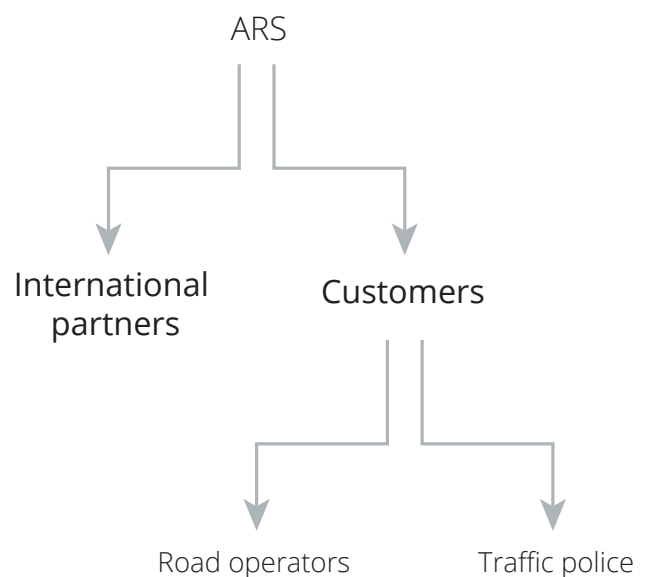 ARS
International
partners
Customers
Road operators
Traffic police